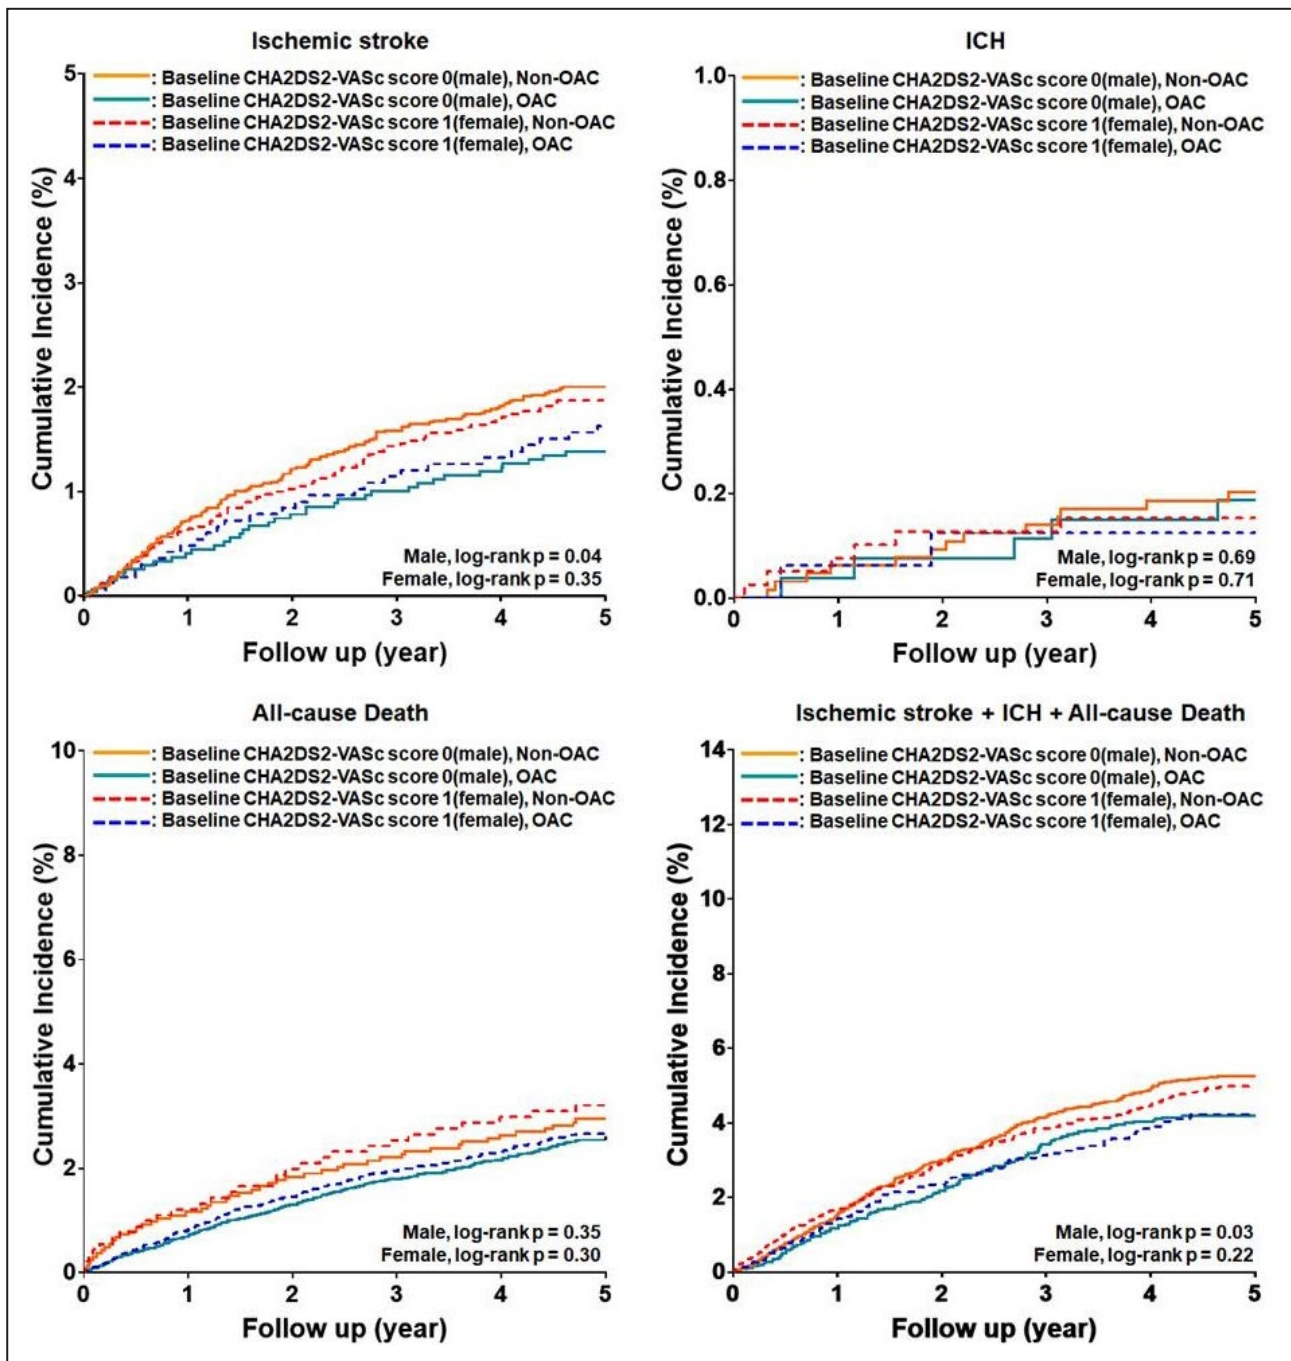 Ischemic stroke
Cumulative Incidence (%)
5
4
3
2
1
0
: Baseline CHA2DS2-VASc score 0(male), Non-OAC
: Baseline CHA2DS2-VASc score 0(male), OAC
: Baseline CHA2DS2-VASc score 1(female), Non-OAC
: Baseline CHA2DS2-VASc score 1(female), OAC
Male, log-rank p = 0.04
Female, log-rank p = 0.35
0 1 2 3 4 5
Follow up (year)
ICH
Cumulative Incidence (%)
1.0
0.8
0.6
0.4
0.2
0.0
: Baseline CHA2DS2-VASc score 0(male), Non-OAC
: Baseline CHA2DS2-VASc score 0(male), OAC
: Baseline CHA2DS2-VASc score 1(female), Non-OAC
: Baseline CHA2DS2-VASc score 1(female), OAC
Male, log-rank p = 0.69
Female, log-rank p = 0.71
0 1 2 3 4 5
Follow up (year)
All-cause Death
Cumulative Incidence (%)
10
8
6
4
2
0
: Baseline CHA2DS2-VASc score 0(male), Non-OAC
: Baseline CHA2DS2-VASc score 0(male), OAC
: Baseline CHA2DS2-VASc score 1(female), Non-OAC
: Baseline CHA2DS2-VASc score 1(female), OAC
Male, log-rank p = 0.35
Female, log-rank p = 0.30
0 1 2 3 4 5
Follow up (year)
Ischemic stroke + ICH + All-cause Death
Cumulative Incidence (%)
14
12
10
8
6
4
2
0
: Baseline CHA2DS2-VASc score 0(male), Non-OAC
: Baseline CHA2DS2-VASc score 0(male), OAC
: Baseline CHA2DS2-VASc score 1(female), Non-OAC
: Baseline CHA2DS2-VASc score 1(female), OAC
Male, log-rank p = 0.03
Female, log-rank p = 0.22
0 1 2 3 4 5
Follow up (year)